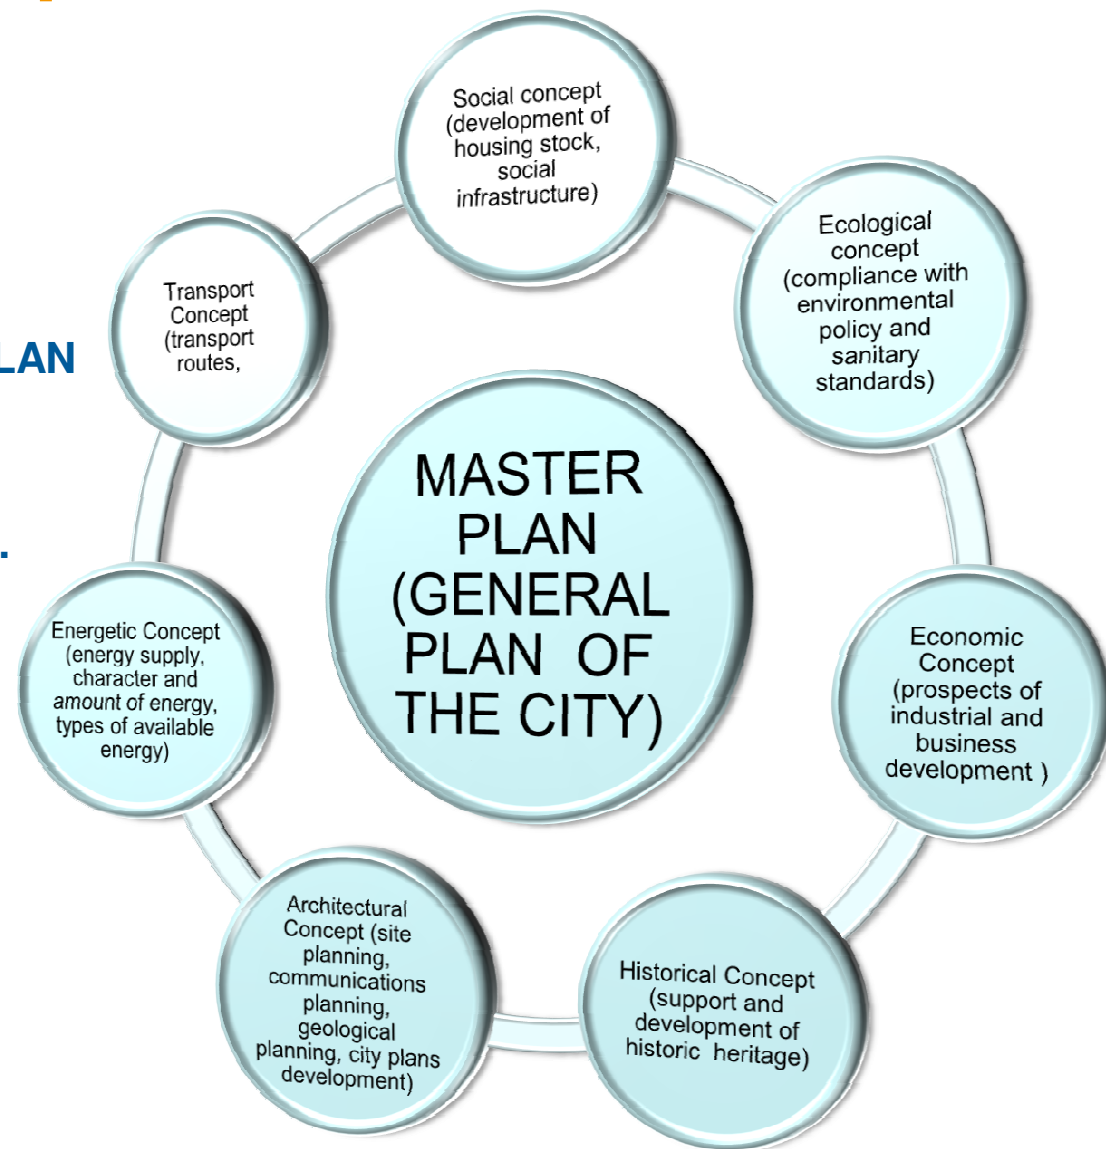 Social concept
(development of
housing stock,
social
infrastructure)
Ecological
concept
(compliance with
environmental
policy and
sanitary
standards)
Transport
Concept
(transport
routes,
LAN
MASTER
PLAN
(GENERAL
PLAN OF
THE CITY)
.
Energetic Concept
(energy supply,
character and
amount of energy,
types of available
energy)
Economic
Concept
(prospects of
industrial and
business
development )
Architectural
Concept (site
planning,
communications
planning,
geological
planning, city plans
development)
Historical Concept
(support and
development of
historic heritage)